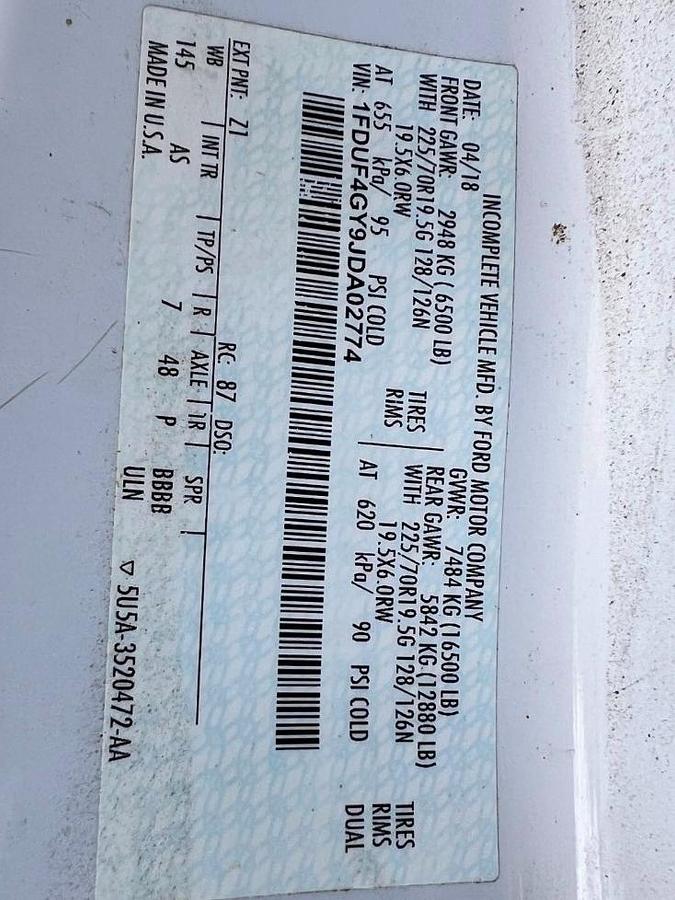 INCOMPLETE VEHICLE MFD. BY FORD MOTOR COMPANY
DATE: 04/18 GVWR: 7484 KG (16500 LB)
FRONT GAWR: 2948 KG (6500 LB) REAR GAWR: 5842 KG (12880 LB)
WITH 225/70R19.5G 128/126N TIRES WITH 225/70R19.5G 128/126N TIRES
19.5X6.0RW RIMS 19.5X6.0RW RIMS
AT 655 kPa/ 95 PSI COLD AT 620 kPa/ 90 PSI COLD DUAL
VIN: 1FDUF4GY9JDA02774
EXT PNT: Z1 RC: 87 DSO:
WB INT TR TP/PS R AXLE TR SPR
145 AS 7 48 P BBBB
MADE IN U.S.A. ULN ▽ 5U5A-3520472-AA